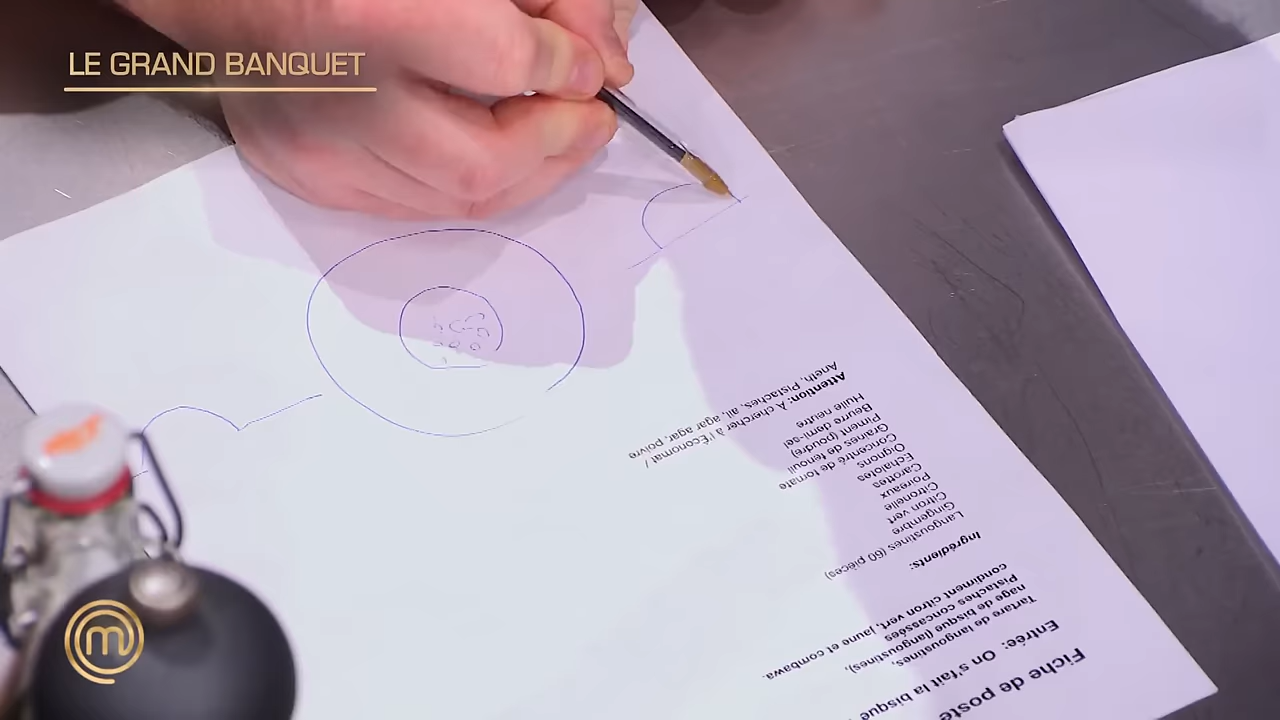 LE GRAND BANQUET
Fiche de poste
Entrée: On s'fait la bisque
Tartare de langoustines,
nage de bisque (langoustines),
Pistaches concassées
condiment citron vert, jaune et combawa.
Ingrédients:
Langoustines (60 pièces)
Gingembre
Citron vert
Citronelle
Poireaux
Carottes
Echalotes
Oignons
Concentré de tomate
Graines de fenouil
Piment (poudre)
Beurre demi-sel
Huile neutre
Attention: À chercher à l'Économat /
Aneth, Pistaches, ail, agar agar, poivre
m